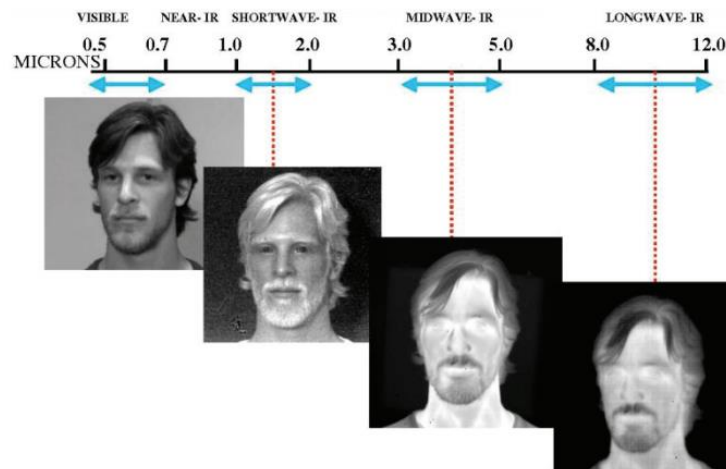 VISIBLE NEAR- IR SHORTWAVE- IR MIDWAVE- IR LONGWAVE- IR
0.5 0.7 1.0 2.0 3.0 5.0 8.0 12.0
MICRONS